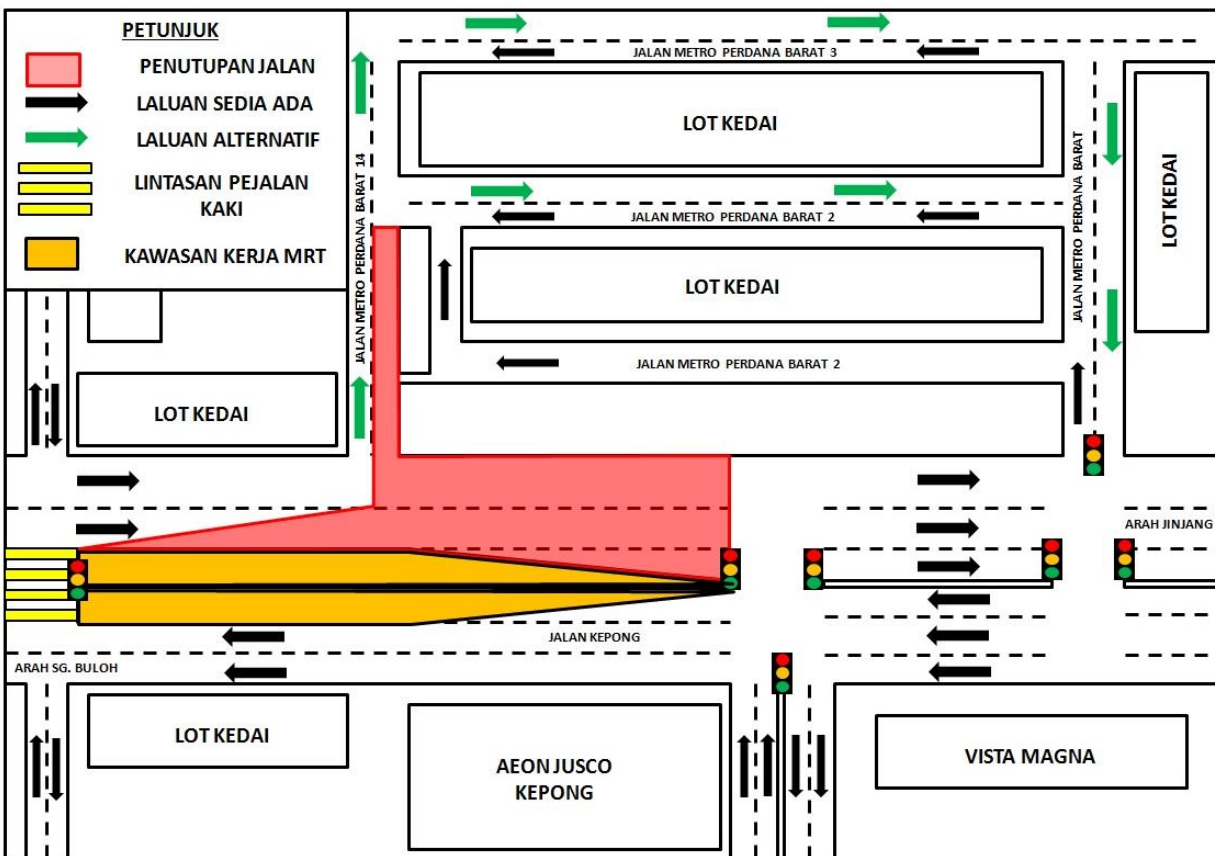 PETUNJUK
PENUTUPAN JALAN
LALUAN SEDIA ADA
LALUAN ALTERNATIF
LINTASAN PEJALAN
KAKI
KAWASAN KERJA MRT
JALAN METRO PERDANA BARAT 3
LOT KEDAI
JALAN METRO PERDANA BARAT 14
JALAN METRO PERDANA BARAT 2
LOT KEDAI
JALAN METRO PERDANA BARAT
LOT KEDAI
JALAN METRO PERDANA BARAT 2
LOT KEDAI
ARAH JINJANG
JALAN KEPONG
ARAH SG. BULOH
LOT KEDAI
AEON JUSCO
KEPONG
VISTA MAGNA